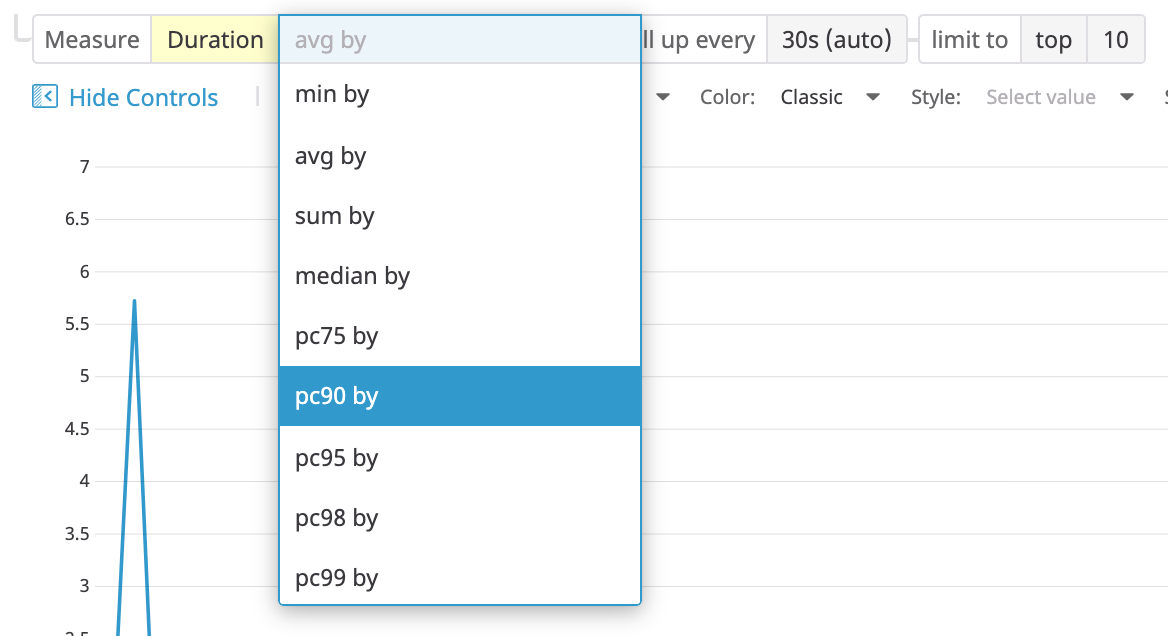 Measure Duration avg by ll up every 30s (auto) limit to top 10
Hide Controls Color: Classic Style: Select value
min by
avg by
sum by
median by
pc75 by
pc90 by
pc95 by
pc98 by
pc99 by
7
6.5
6
5.5
5
4.5
4
3.5
3